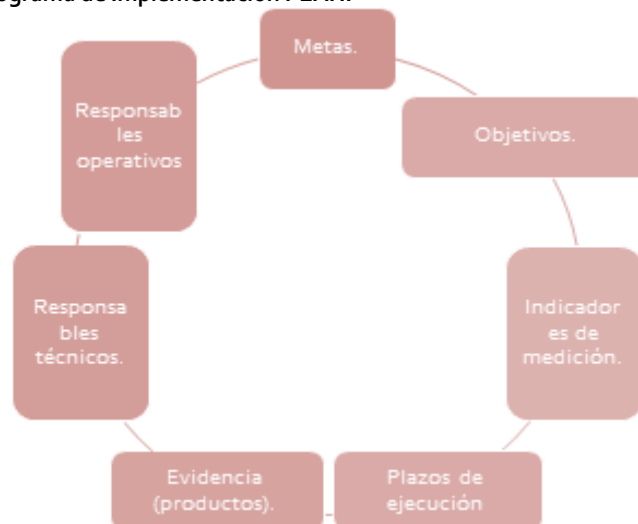 Metas.
Objetivos.
Indicador
es de
medición.
Plazos de
ejecución
Evidencia
(productos).
Responsa
bles
técnicos.
Responsab
les
operativos